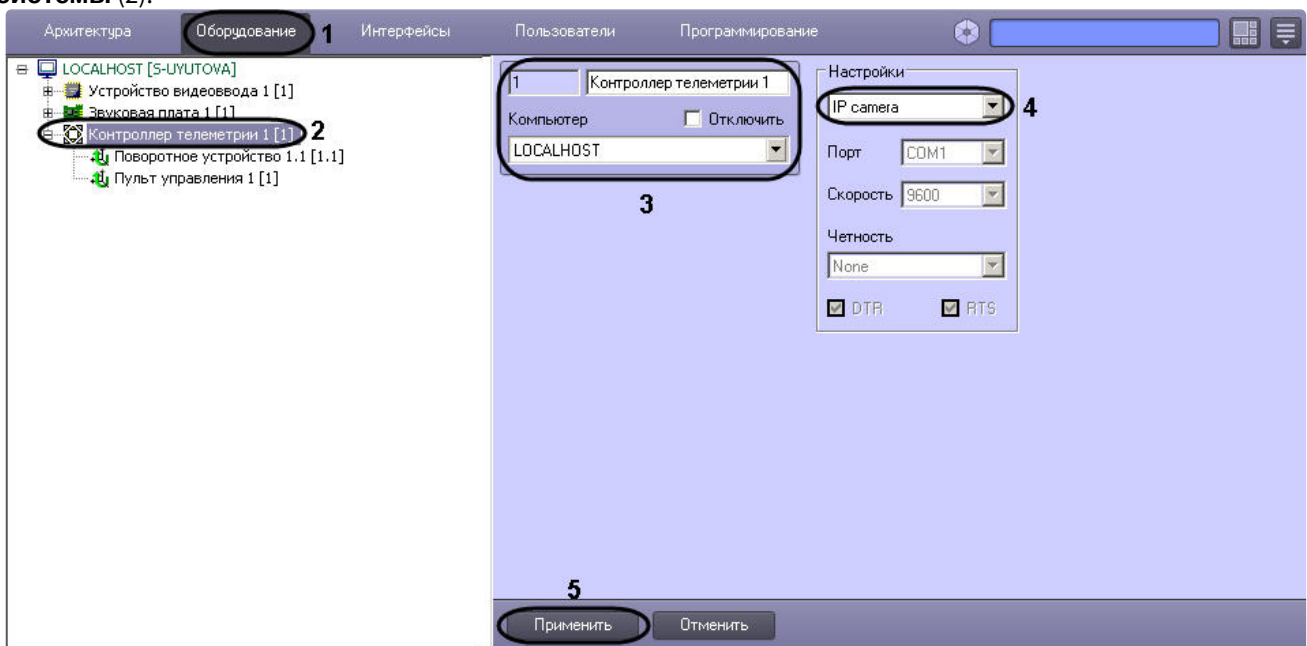 системы (2).
Архитектура Оборудование 1 Интерфейсы Пользователи Программирование
LOCALHOST [S-UYUTOVA]
Устройство видеоввода 1 [1]
Звуковая плата 1 [1]
Контроллер телеметрии 1 [1] 2
Поворотное устройство 1.1 [1.1]
Пульт управления 1 [1]
1 Контроллер телеметрии 1
Компьютер Отключить
LOCALHOST
3
Настройки
IP camera 4
Порт COM1
Скорость 9600
Четность
None
DTR RTS
5
Применить Отменить